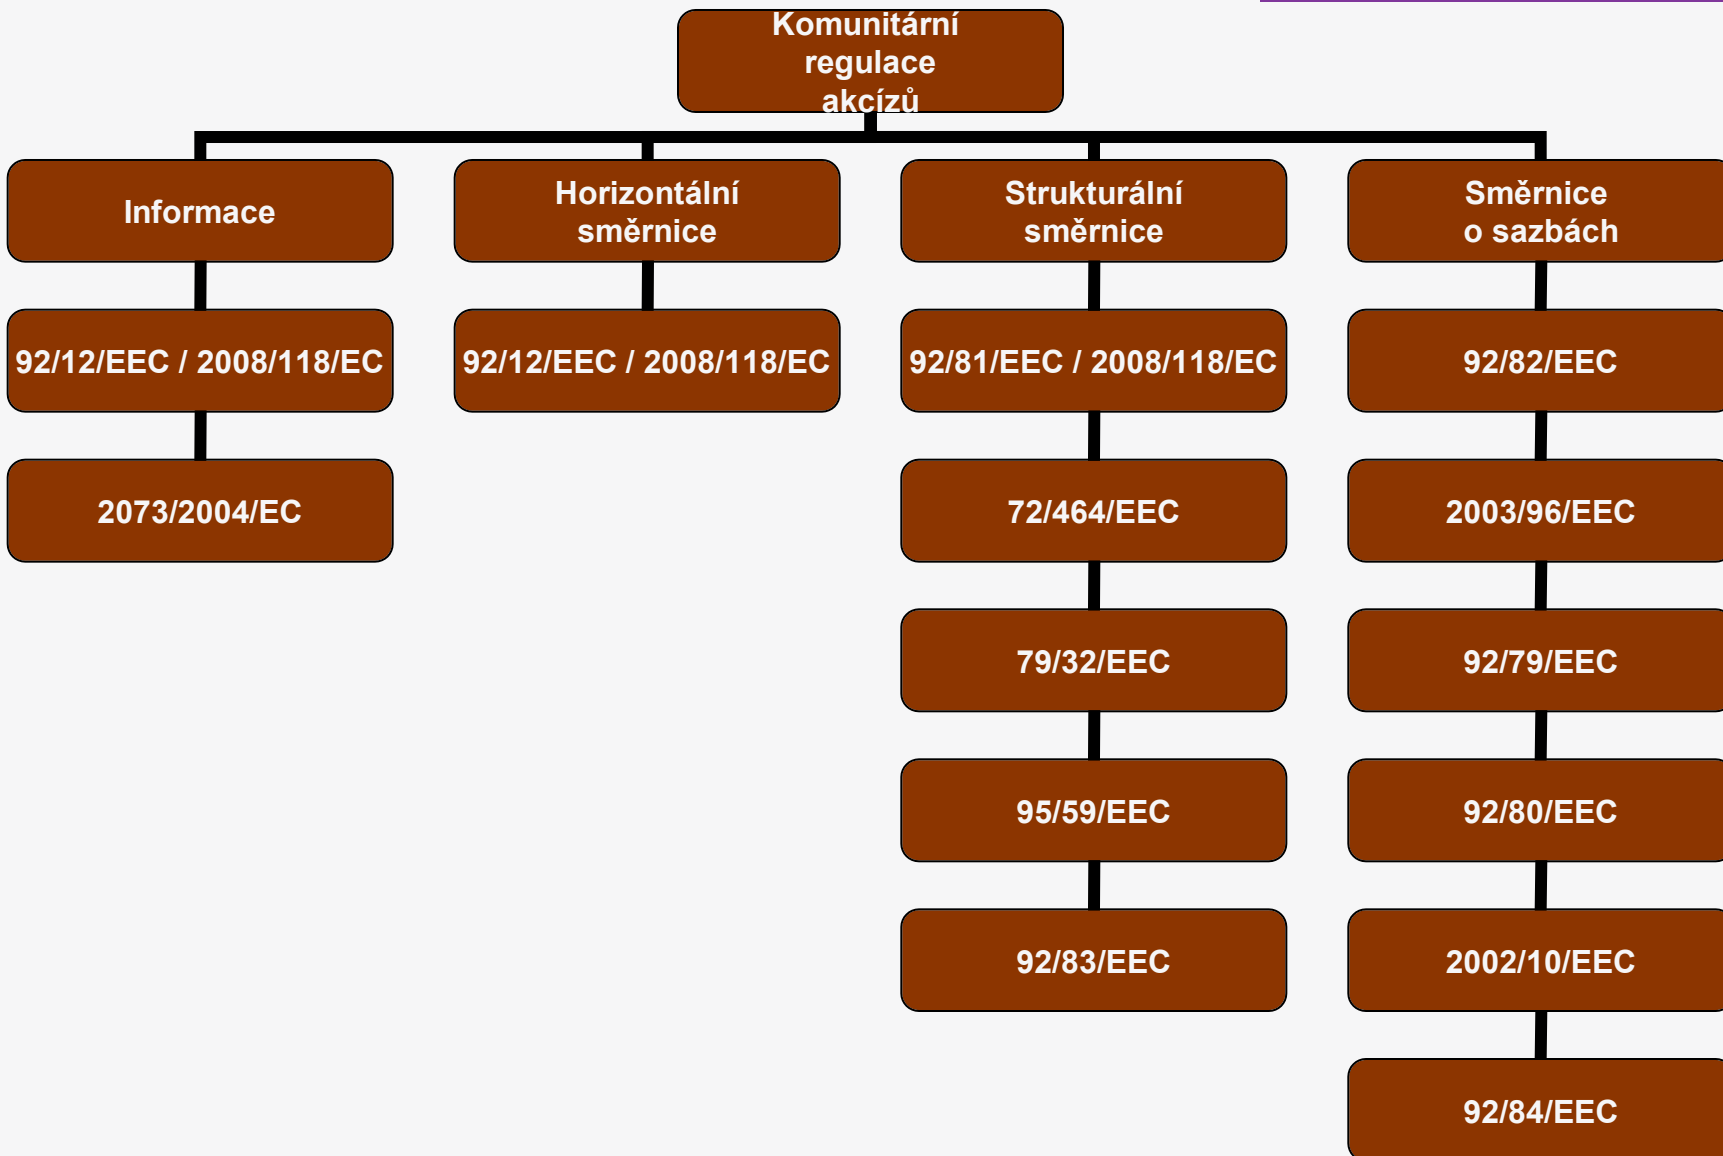 Komunitární
regulace
akcízů
Informace
Horizontální
směrnice
Strukturální
směrnice
Směrnice
o sazbách
92/12/EEC / 2008/118/EC
92/12/EEC / 2008/118/EC
92/81/EEC / 2008/118/EC
92/82/EEC
2073/2004/EC
72/464/EEC
2003/96/EEC
79/32/EEC
92/79/EEC
95/59/EEC
92/80/EEC
92/83/EEC
2002/10/EEC
92/84/EEC